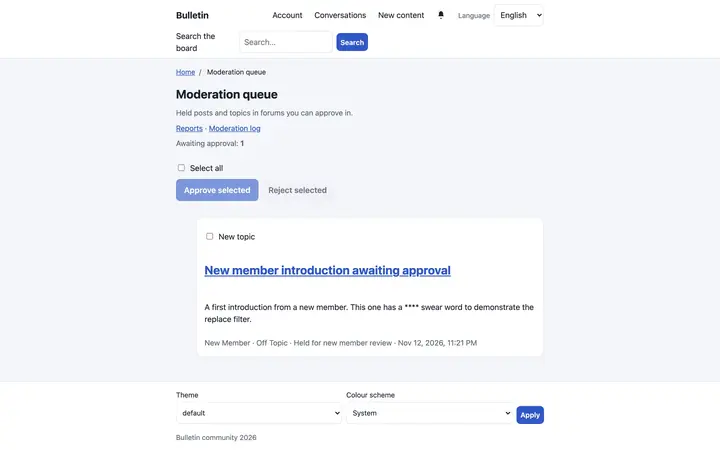 Bulletin
Account Conversations New content Language English
Search the board
Search... Search
Home / Moderation queue
Moderation queue
Held posts and topics in forums you can approve in.
Reports · Moderation log
Awaiting approval: 1
Select all
Approve selected Reject selected
New topic
New member introduction awaiting approval
A first introduction from a new member. This one has a **** swear word to demonstrate the
replace filter.
New Member · Off Topic · Held for new member review · Nov 12, 2026, 11:21 PM
Theme Colour scheme
default System Apply
Bulletin community 2026